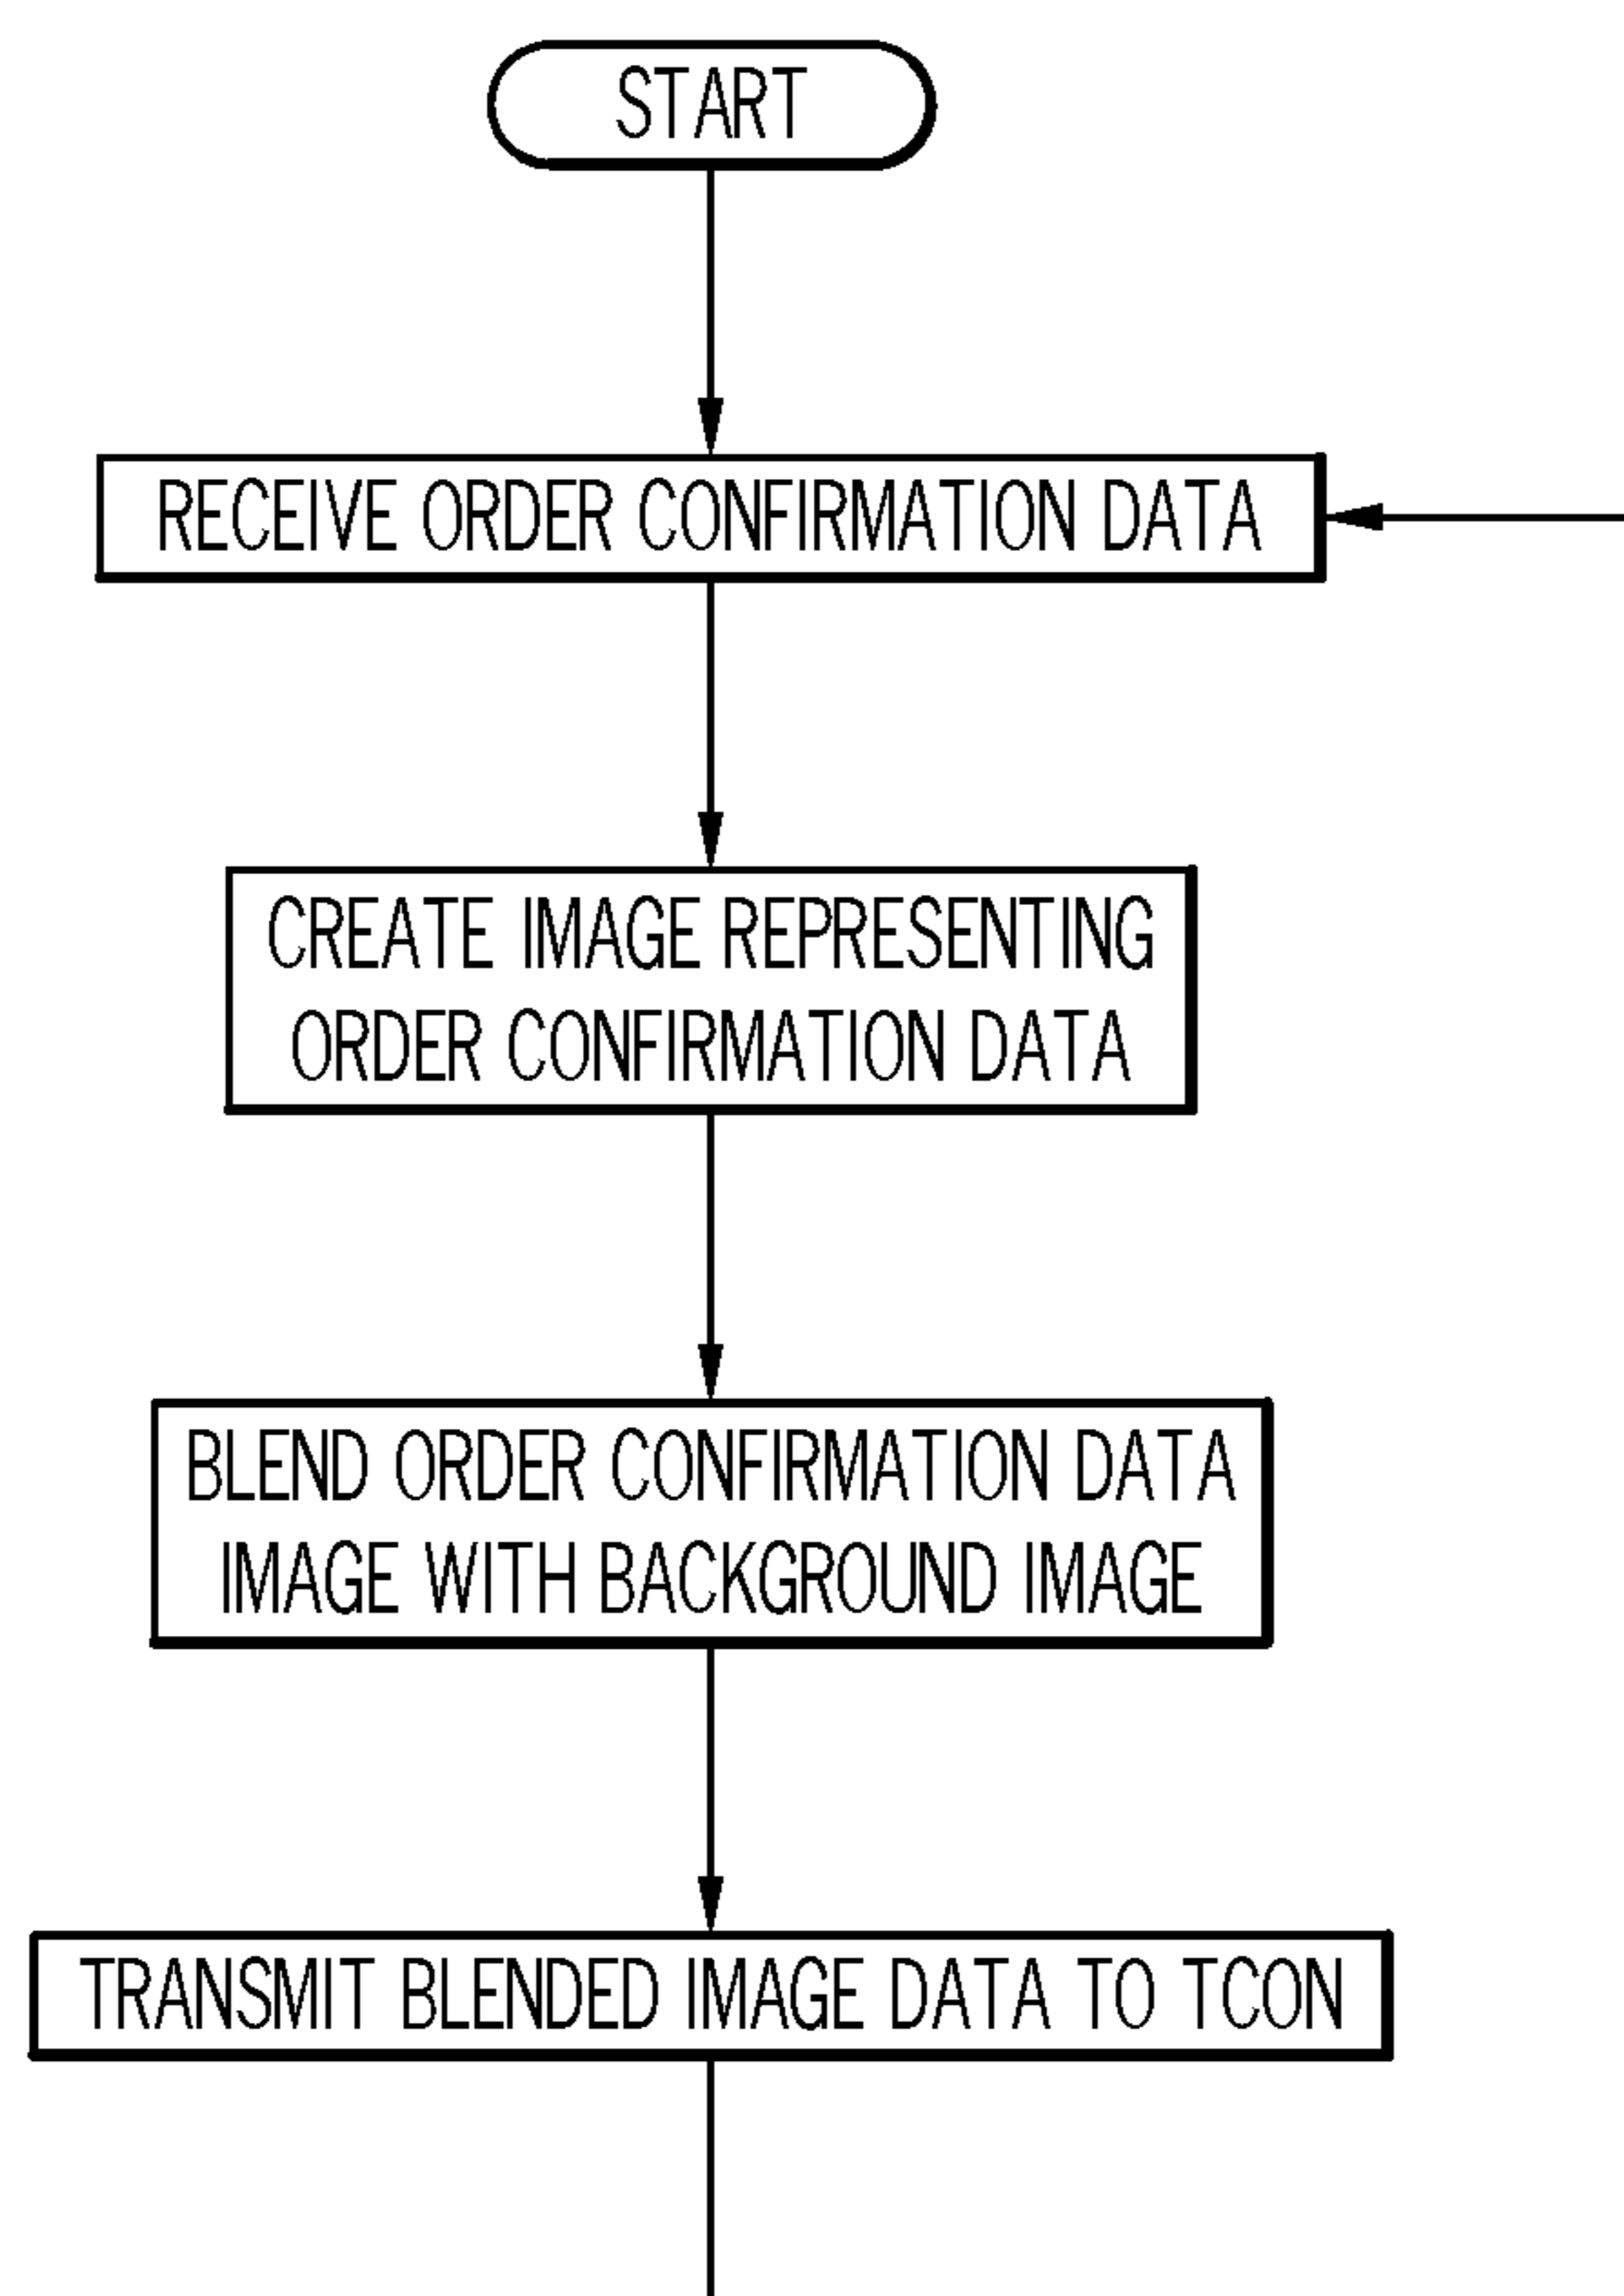 START
RECEIVE ORDER CONFIRMATION DATA
CREATE IMAGE REPRESENTING
ORDER CONFIRMATION DATA
BLEND ORDER CONFIRMATION DATA
IMAGE WITH BACKGROUND IMAGE
TRANSMIT BLENDED IMAGE DATA TO TCON